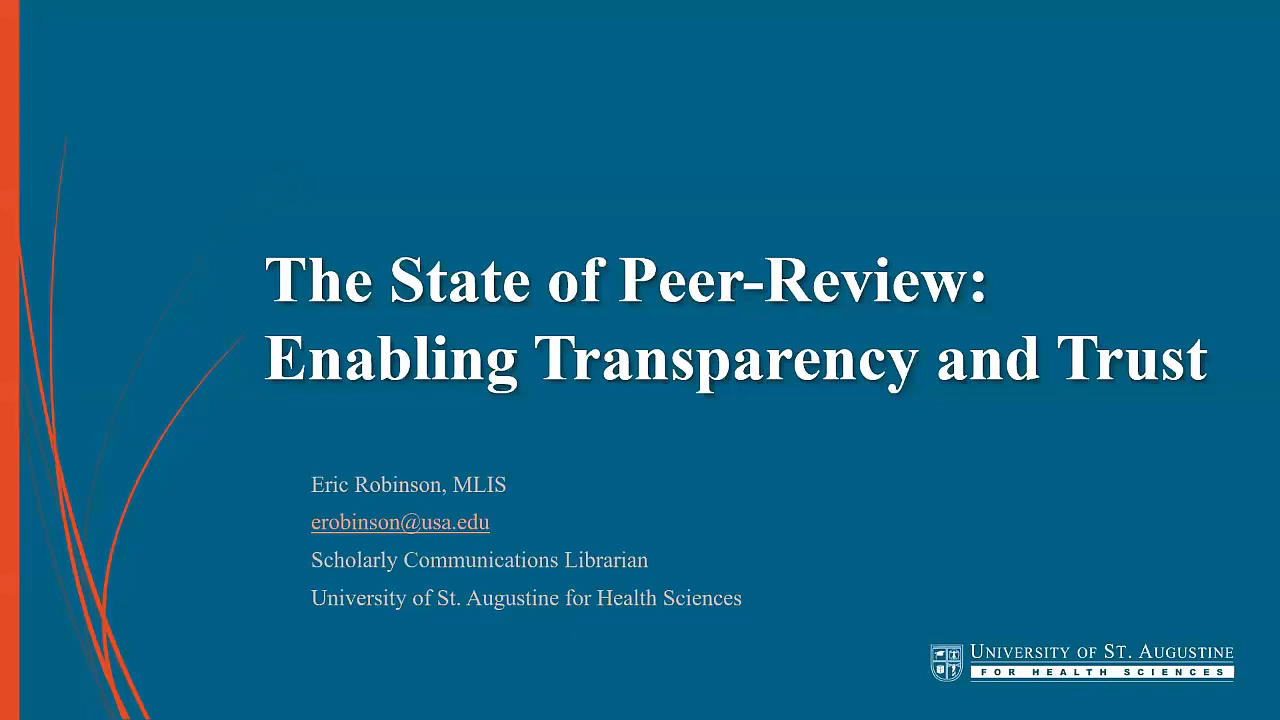 The State of Peer-Review:
Enabling Transparency and Trust
Eric Robinson, MLIS
erobinson@usa.edu
Scholarly Communications Librarian
University of St. Augustine for Health Sciences
UNIVERSITY OF ST. AUGUSTINE
FOR HEALTH SCIENCES